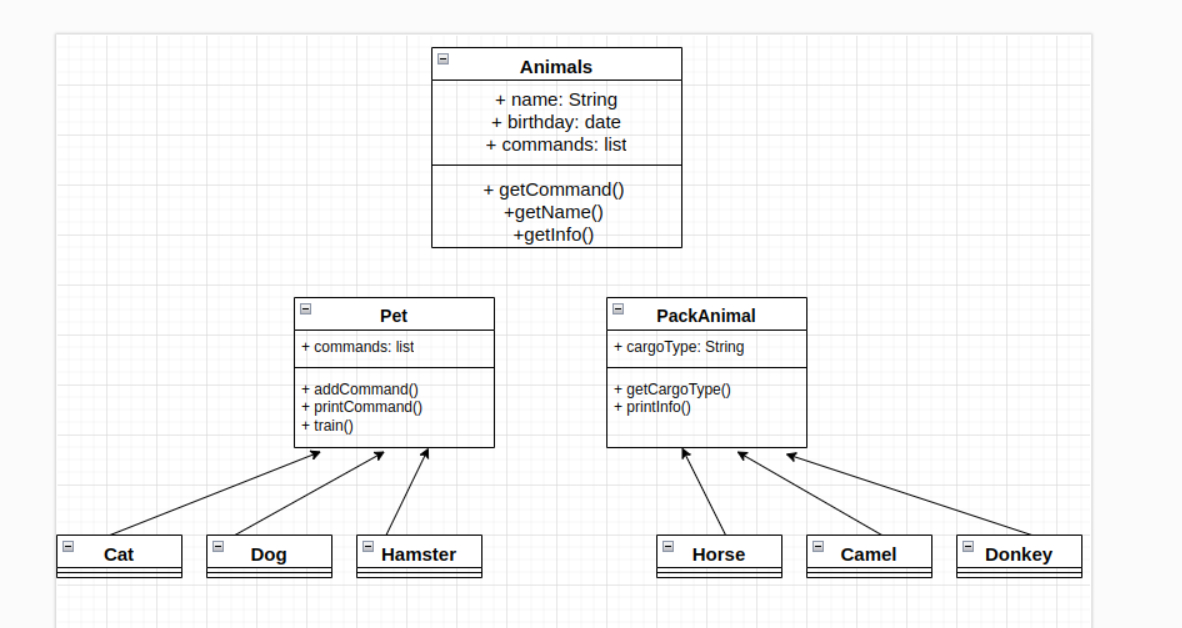 Animals
+ name: String
+ birthday: date
+ commands: list
+ getCommand()
+getName()
+getInfo()
Pet
+ commands: list
+ addCommand()
+ printCommand()
+ train()
PackAnimal
+ cargoType: String
+ getCargoType()
+ printInfo()
Cat
Dog
Hamster
Horse
Camel
Donkey